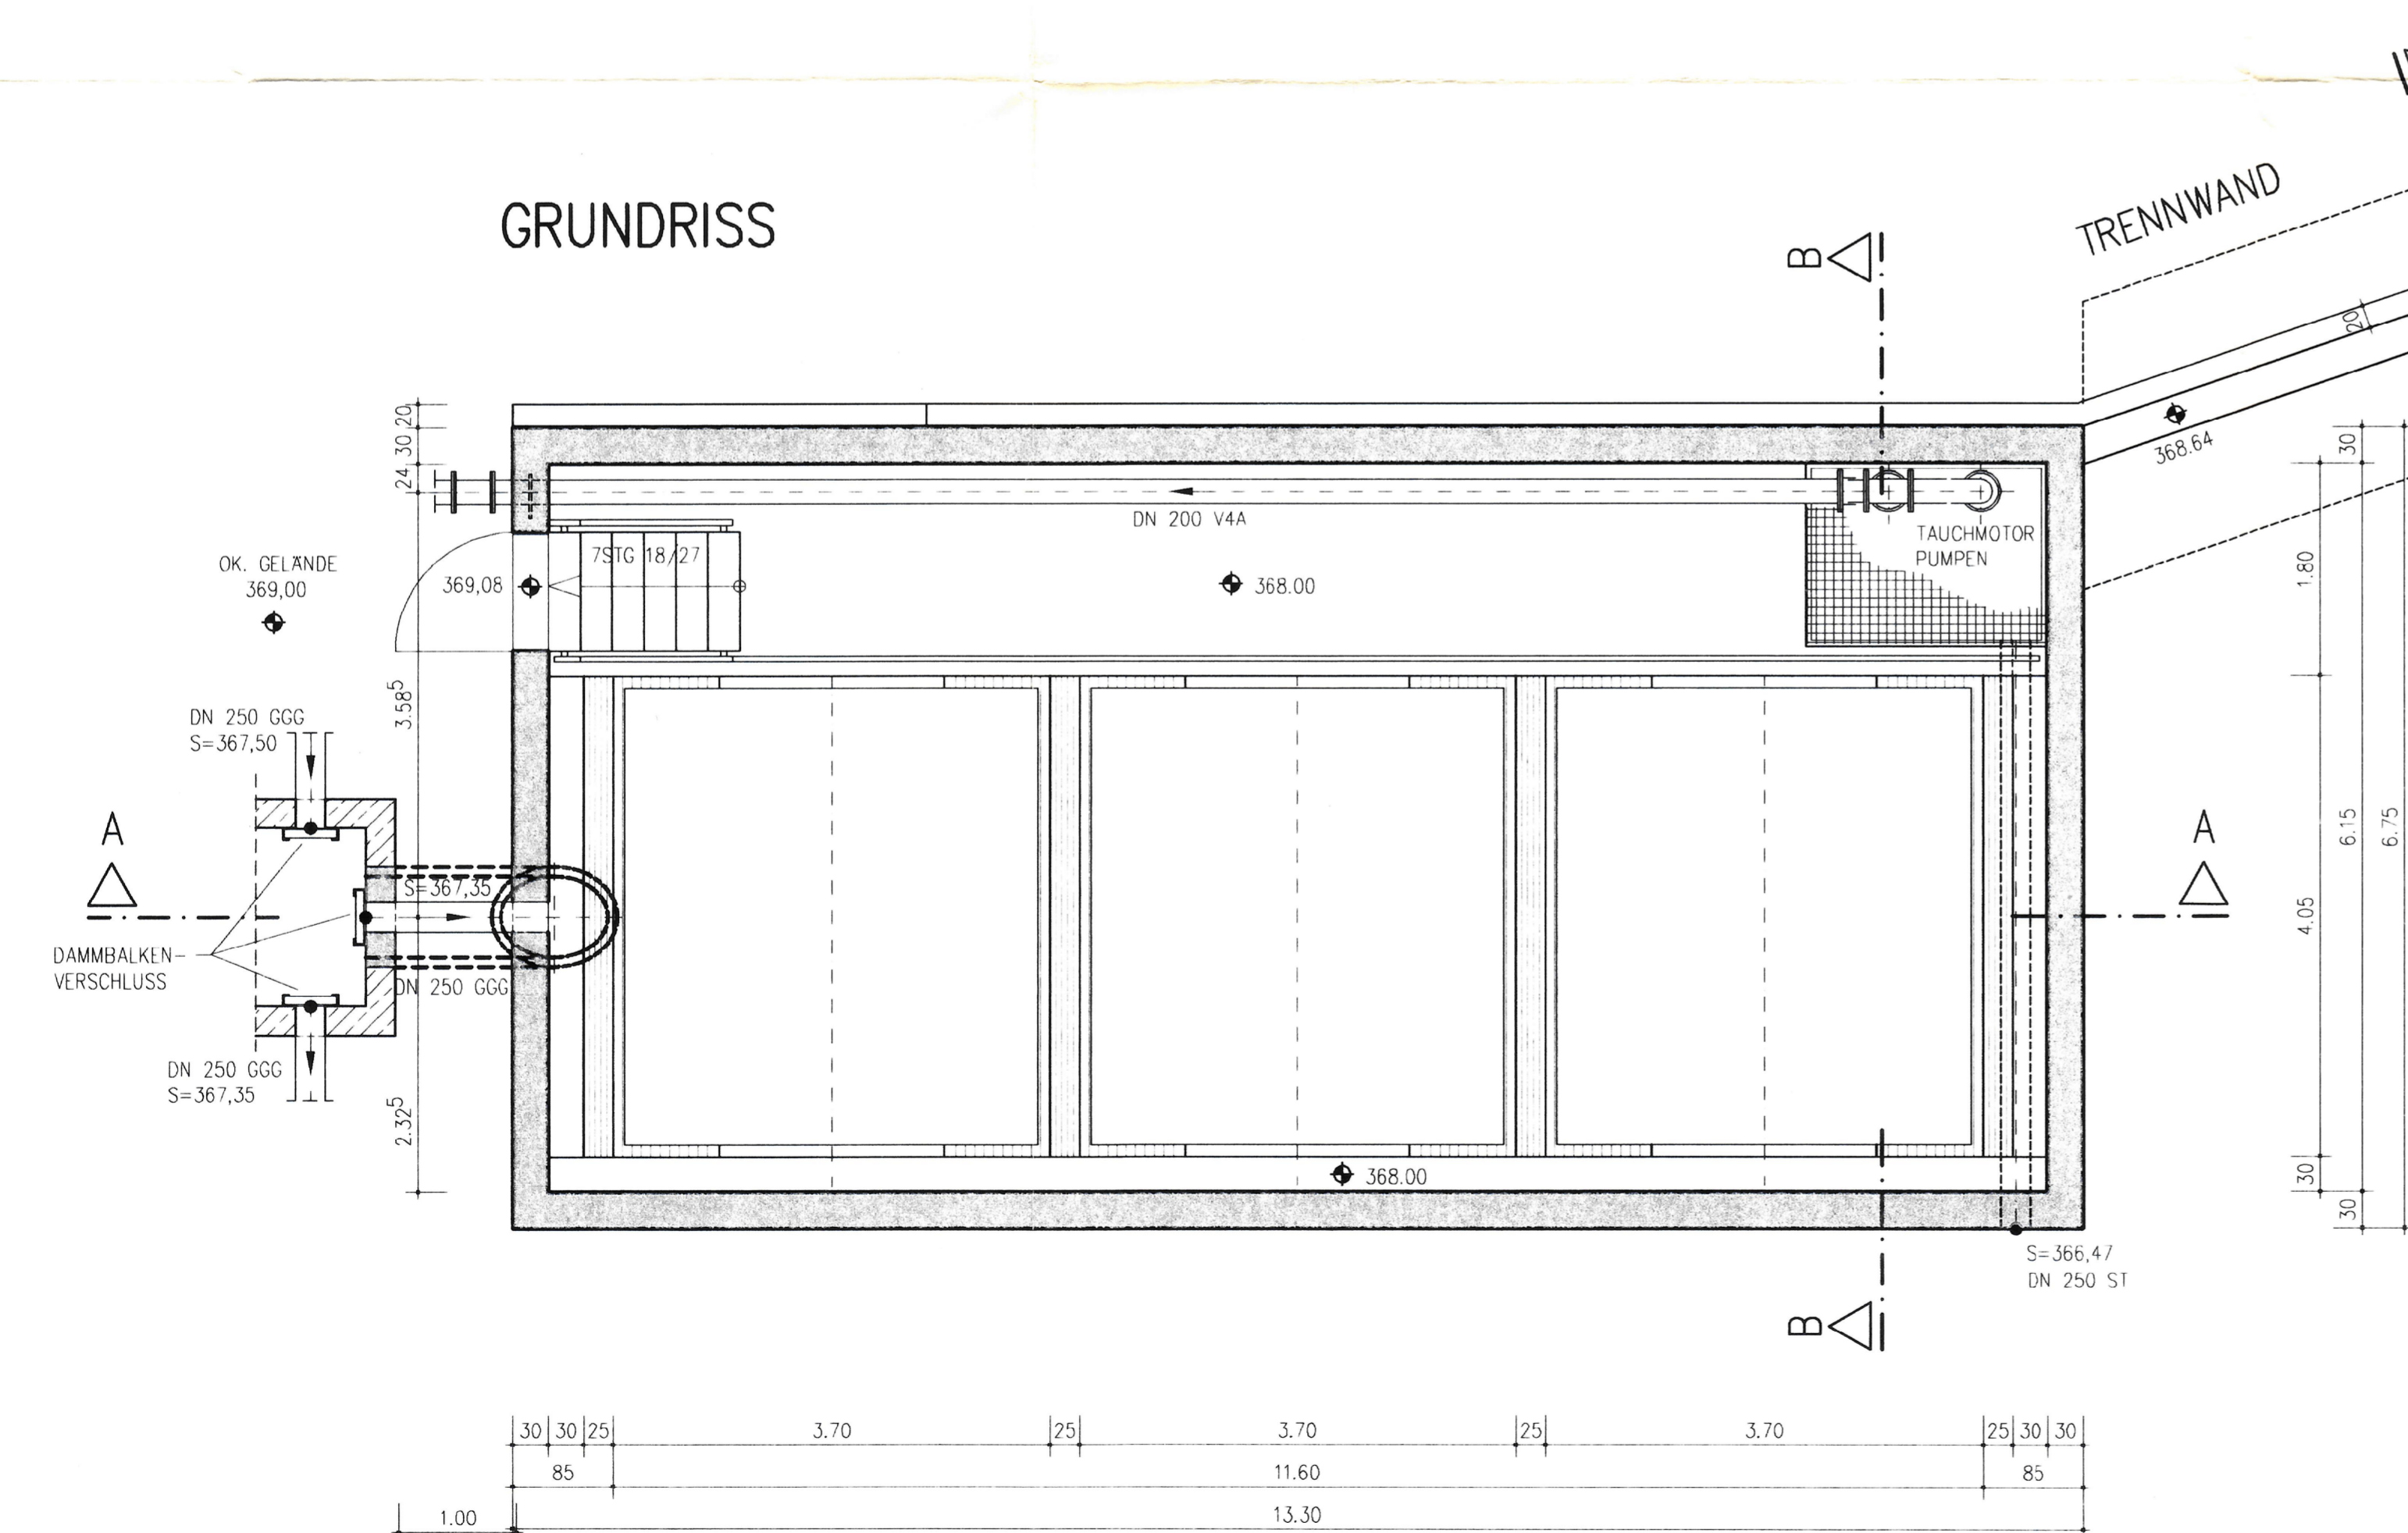 GRUNDRISS
TRENNWAND
B
20
368.64
20
30
24
DN 200 V4A
TAUCHMOTOR
PUMPEN
OK. GELÄNDE
369,00
369,08
7STG 18/27
368.00
30
1.80
3.58⁵
DN 250 GGG
S=367,50
A
S=367,35
DAMMBALKEN-
VERSCHLUSS
DN 250 GGG
DN 250 GGG
S=367,35
2.32⁵
A
4.05
6.15
6.75
368.00
30
30
S=366,47
DN 250 ST
B
30 30 25 3.70 25 3.70 25 3.70 25 30 30
85 11.60 85
1.00 13.30